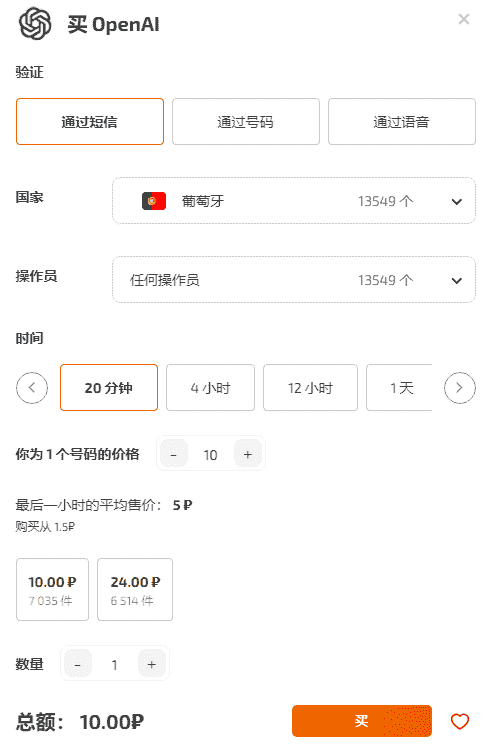 买 OpenAI
验证
通过短信 通过号码 通过语音
国家 葡萄牙 13549 个
操作员 任何操作员 13549 个
时间
20 分钟 4 小时 12 小时 1 天
你为 1 个号码的价格 - 10 +
最后一小时的平均售价： 5 ₽
购买从 1.5₽
10.00 ₽ 24.00 ₽
7 035 件 6 514 件
数量 - 1 +
总额： 10.00₽ 买